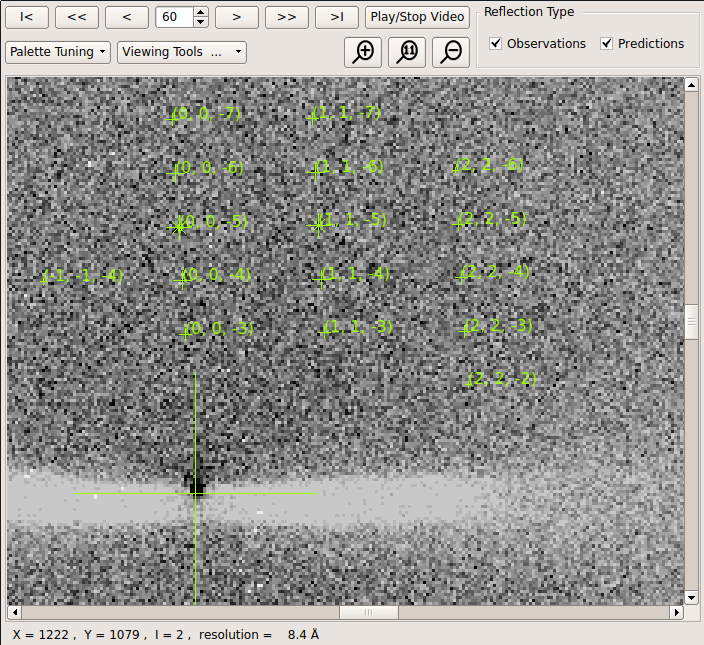 I< << < 60 > >> >I Play/Stop Video Reflection Type
Observations Predictions
Palette Tuning Viewing Tools ... 11
(0, 0, -7) (1, 1, -7)
(0, 0, -6) (1, 1, -6) (2, 2, -6)
(0, 0, -5) (1, 1, -5) (2, 2, -5)
(-1, -1, -4) (0, 0, -4) (1, 1, -4) (2, 2, -4)
(0, 0, -3) (1, 1, -3) (2, 2, -3)
(2, 2, -2)
X = 1222 , Y = 1079 , I = 2 , resolution = 8.4 Å